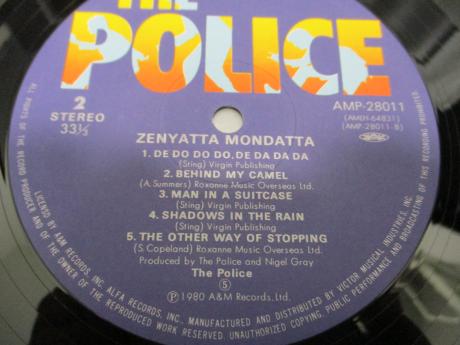 THE
POLICE
2
STEREO
33⅓
AMP-28011
(AMEH-64831)
(AMP-28011-B)
ZENYATTA MONDATTA
1. DE DO DO DO, DE DA DA DA
(Sting) Virgin Publishing
2. BEHIND MY CAMEL
(A. Summers) Roxanne Music Overseas Ltd.
3. MAN IN A SUITCASE
(Sting) Virgin Publishing
4. SHADOWS IN THE RAIN
(Sting) Virgin Publishing
5. THE OTHER WAY OF STOPPING
(S Copeland) Roxanne Music Overseas Ltd.
Produced by The Police and Nigel Gray
The Police
5
Ⓟ 1980 A&M Records Ltd.
ALL RIGHTS OF THE RECORD PRODUCER AND OF THE OWNER OF THE REPRODUCED WORK RESERVED. UNAUTHORIZED COPYING, PUBLIC PERFORMANCE AND BROADCASTING OF THIS RECORD PROHIBITED.
LICENSED BY A&M RECORDS, INC. ALFA RECORDS, INC., MANUFACTURED AND DISTRIBUTED BY VICTOR MUSICAL INDUSTRIES, INC. IN JAPAN